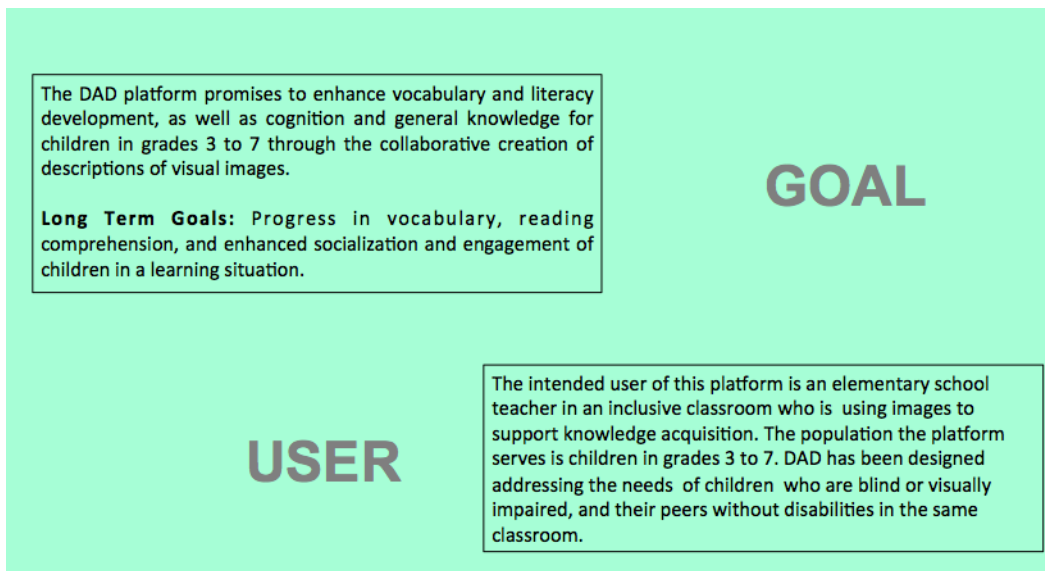 The DAD platform promises to enhance vocabulary and literacy
development, as well as cognition and general knowledge for
children in grades 3 to 7 through the collaborative creation of
descriptions of visual images.
Long Term Goals: Progress in vocabulary, reading
comprehension, and enhanced socialization and engagement of
children in a learning situation.
GOAL
USER
The intended user of this platform is an elementary school
teacher in an inclusive classroom who is using images to
support knowledge acquisition. The population the platform
serves is children in grades 3 to 7. DAD has been designed
addressing the needs of children who are blind or visually
impaired, and their peers without disabilities in the same
classroom.